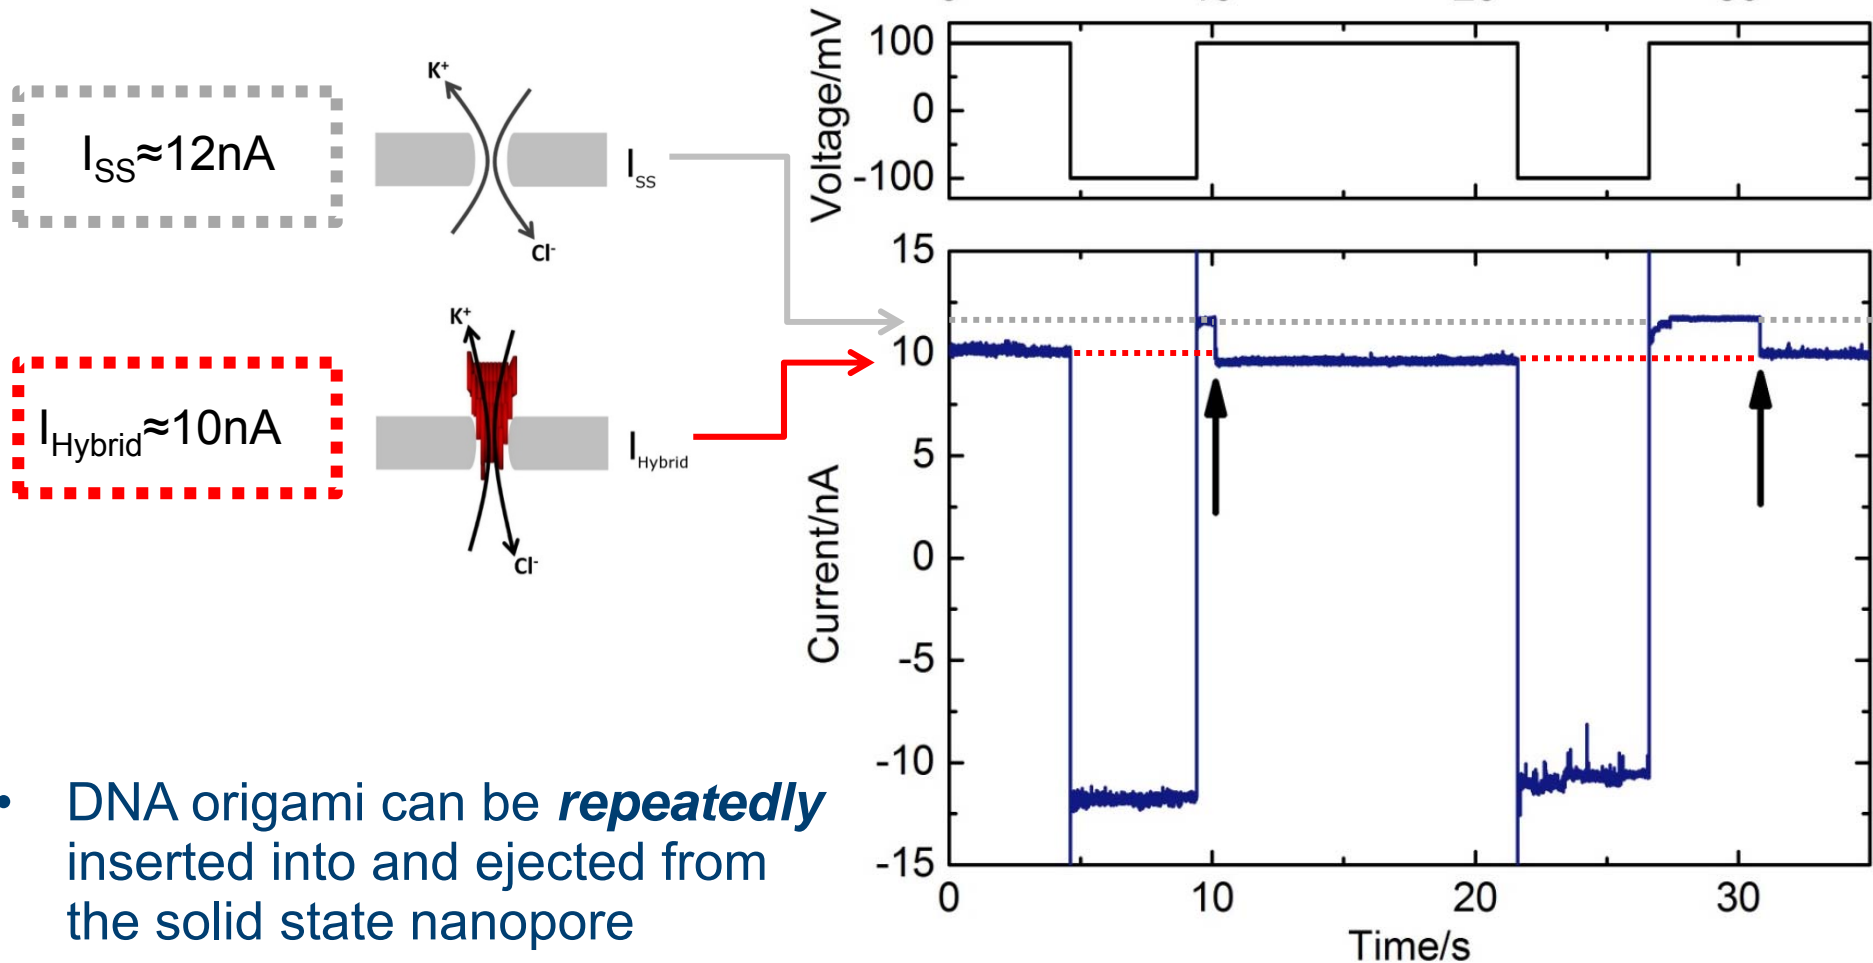 K⁺
I_SS≈12nA
I_SS
Cl⁻
K⁺
I_Hybrid≈10nA
I_Hybrid
Cl⁻
• DNA origami can be repeatedly
inserted into and ejected from
the solid state nanopore
Voltage/mV
100
0
-100
Current/nA
15
10
5
0
-5
-10
-15
0 10 20 30
Time/s